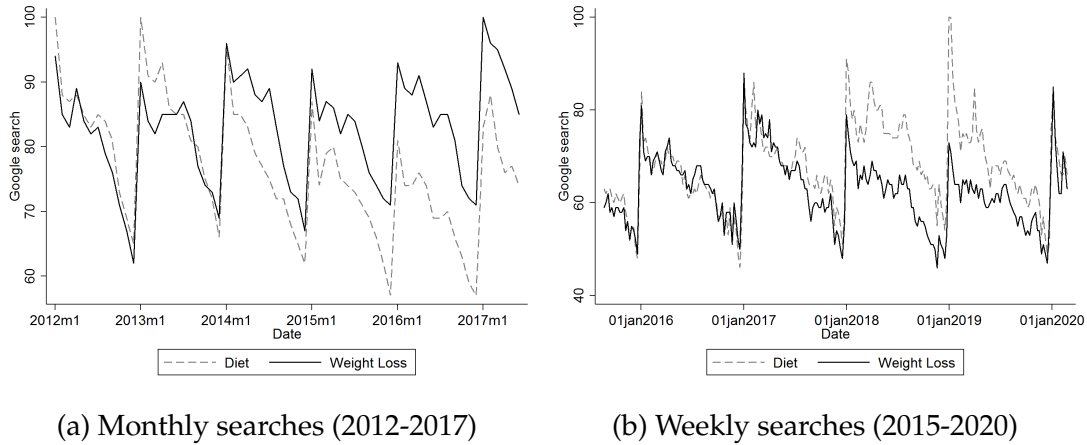 Google search
100
90
80
70
60
2012m1 2013m1 2014m1 2015m1 2016m1 2017m1
Date
Diet Weight Loss
(a) Monthly searches (2012-2017)
Google search
100
80
60
40
01jan2016 01jan2017 01jan2018 01jan2019 01jan2020
Date
Diet Weight Loss
(b) Weekly searches (2015-2020)